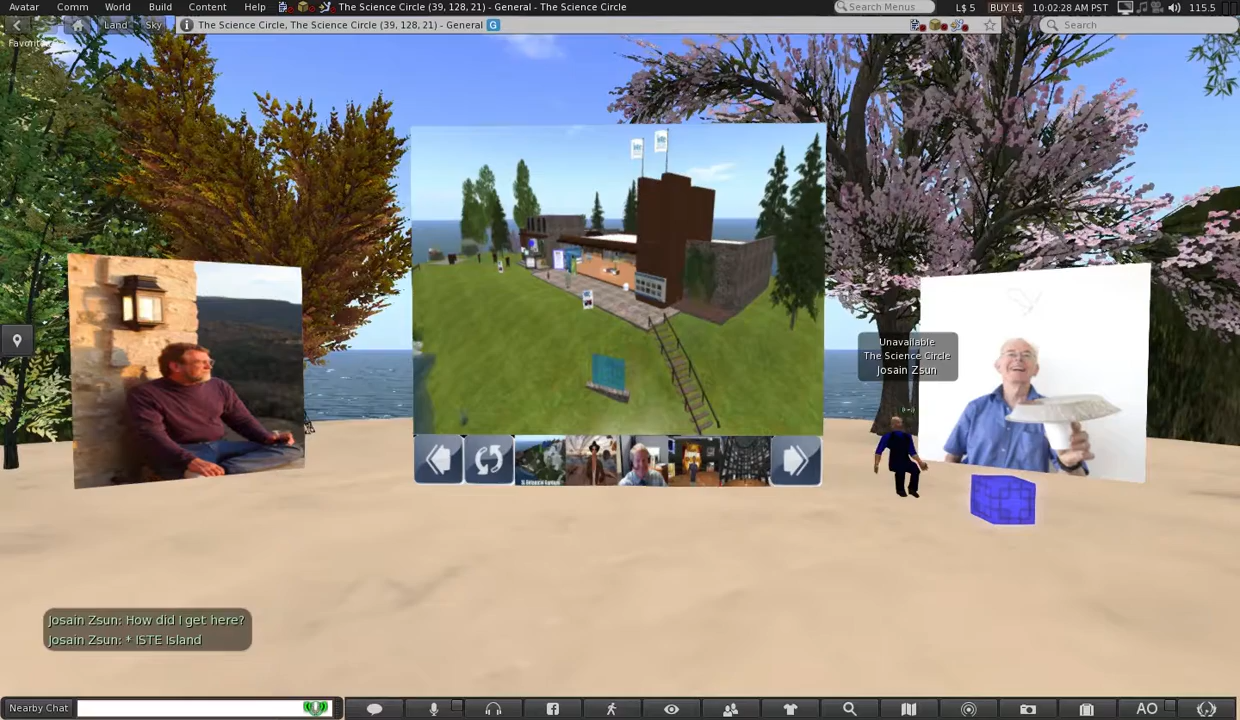 Avatar Comm World Build Content Help The Science Circle (39, 128, 21) - General - The Science Circle Search Menus L$ 5 BUY L$ 10:02:28 AM PST 115.5
Land Sky The Science Circle, The Science Circle (39, 128, 21) - General G Search
Unavailable
The Science Circle
Josain Zsun
Josain Zsun: How did I get here?
Josain Zsun: * ISTE Island
Nearby Chat AO